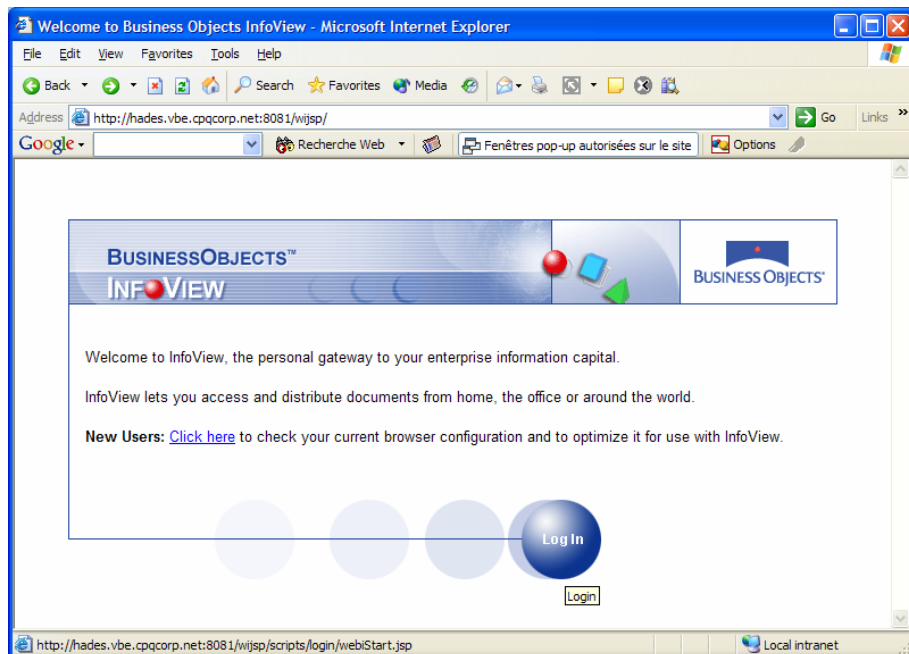 Welcome to Business Objects InfoView - Microsoft Internet Explorer
File Edit View Favorites Tools Help
Back Search Favorites Media
Address http://hades.vbe.cpqcorp.net:8081/wijsp/ Go Links »
Google Recherche Web Fenêtres pop-up autorisées sur le site Options
BUSINESSOBJECTS™
INFOVIEW
BUSINESS OBJECTS®
Welcome to InfoView, the personal gateway to your enterprise information capital.
InfoView lets you access and distribute documents from home, the office or around the world.
New Users: Click here to check your current browser configuration and to optimize it for use with InfoView.
Log In
Login
http://hades.vbe.cpqcorp.net:8081/wijsp/scripts/login/webiStart.jsp Local intranet